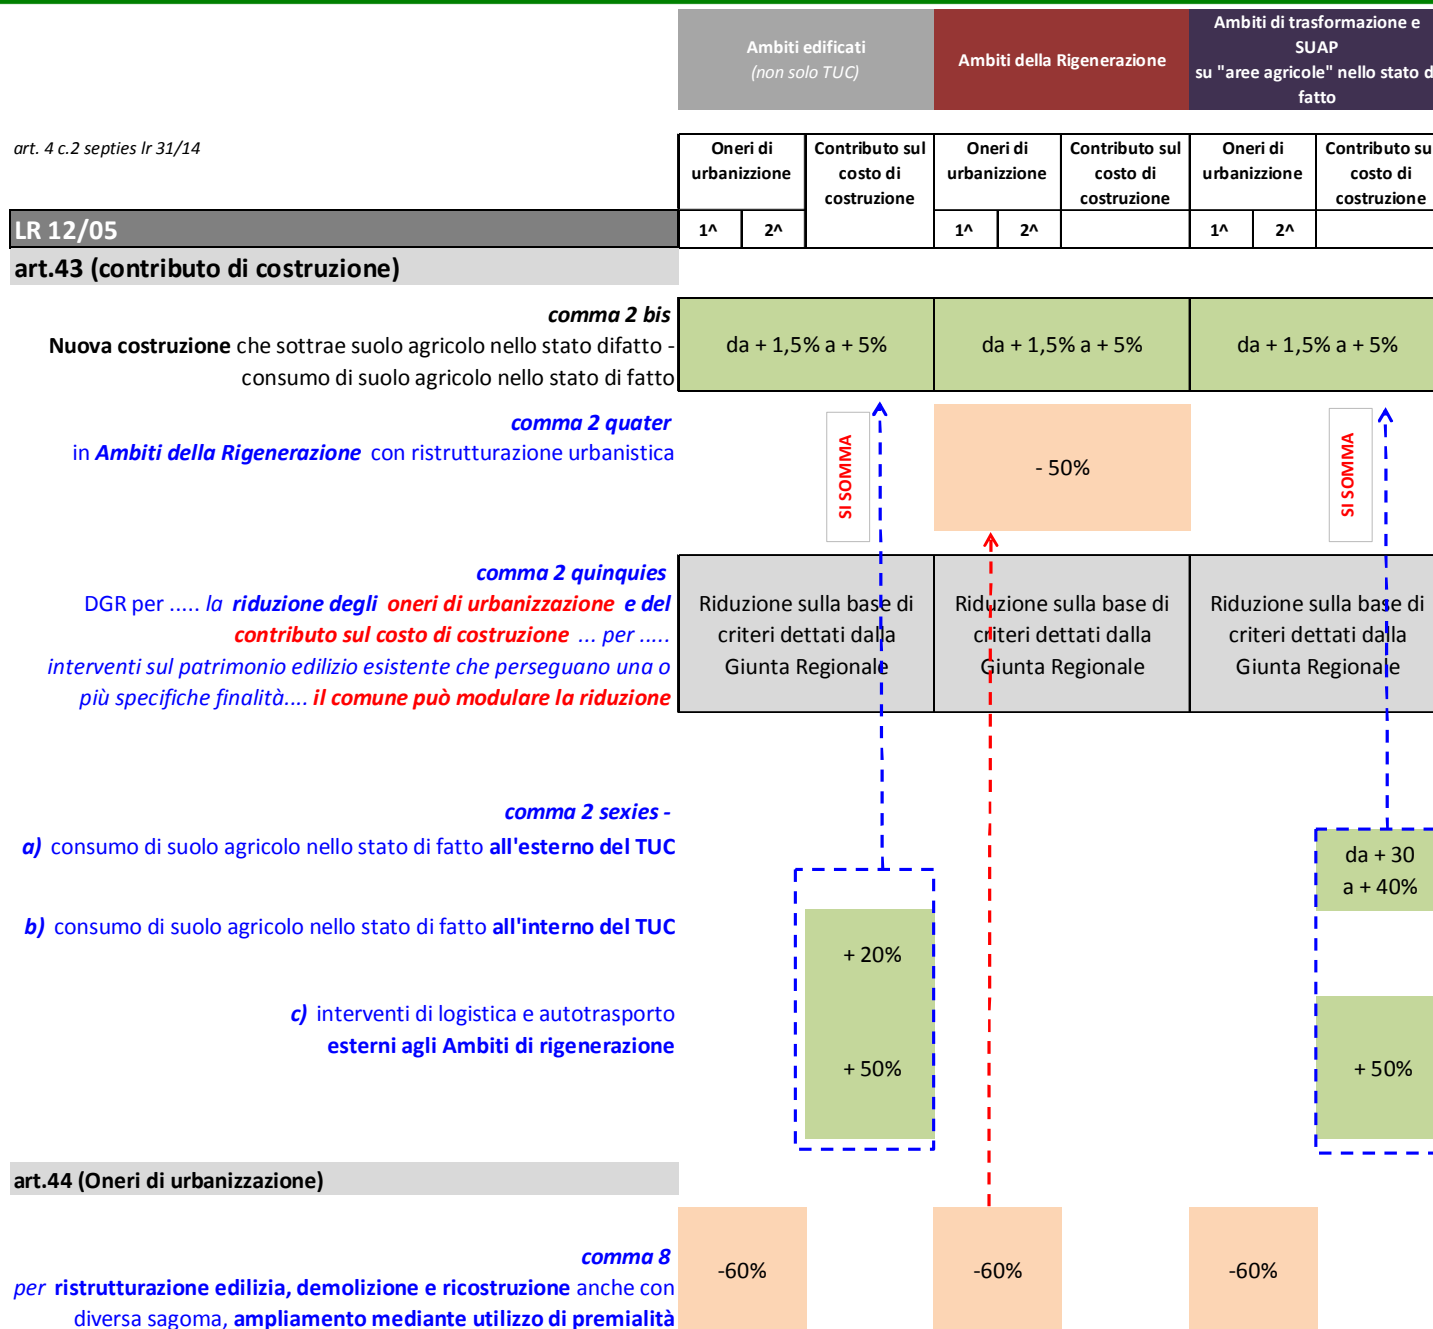 Ambiti edificati
(non solo TUC)
Ambiti della Rigenerazione
Ambiti di trasformazione e
SUAP
su "aree agricole" nello stato d
fatto
art. 4 c.2 septies lr 31/14
Oneri di
urbanizzione
Contributo sul
costo di
costruzione
Oneri di
urbanizzione
Contributo sul
costo di
costruzione
Oneri di
urbanizzione
Contributo su
costo di
costruzione
LR 12/05
1^ 2^ 1^ 2^ 1^ 2^
art.43 (contributo di costruzione)
comma 2 bis
Nuova costruzione che sottrae suolo agricolo nello stato difatto -
consumo di suolo agricolo nello stato di fatto
da + 1,5% a + 5%
da + 1,5% a + 5%
da + 1,5% a + 5%
comma 2 quater
in Ambiti della Rigenerazione con ristrutturazione urbanistica
SI SOMMA
- 50%
SI SOMMA
comma 2 quinquies
DGR per ..... la riduzione degli oneri di urbanizzazione e del
contributo sul costo di costruzione ... per .....
interventi sul patrimonio edilizio esistente che perseguano una o
più specifiche finalità.... il comune può modulare la riduzione
Riduzione sulla base di
criteri dettati dalla
Giunta Regionale
Riduzione sulla base di
criteri dettati dalla
Giunta Regionale
Riduzione sulla base di
criteri dettati dalla
Giunta Regionale
comma 2 sexies -
a) consumo di suolo agricolo nello stato di fatto all'esterno del TUC
da + 30
a + 40%
b) consumo di suolo agricolo nello stato di fatto all'interno del TUC
+ 20%
c) interventi di logistica e autotrasporto
esterni agli Ambiti di rigenerazione
+ 50%
+ 50%
art.44 (Oneri di urbanizzazione)
comma 8
per ristrutturazione edilizia, demolizione e ricostruzione anche con
diversa sagoma, ampliamento mediante utilizzo di premialità
-60%
-60%
-60%